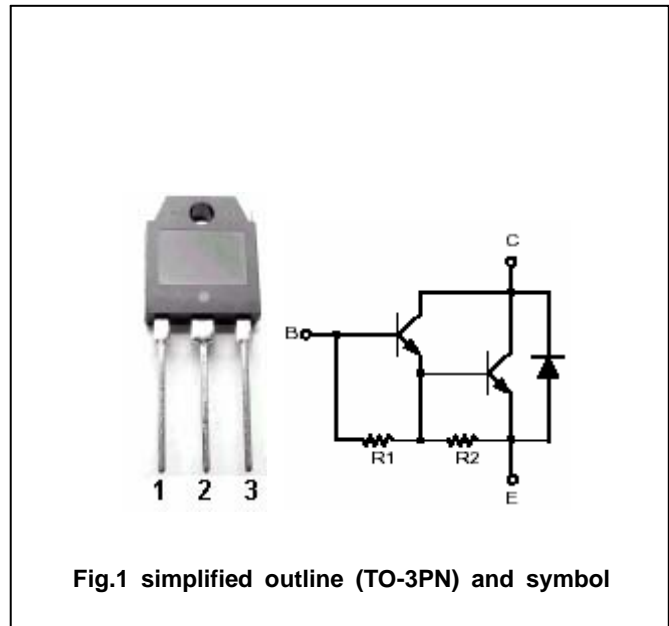 C
B
R1 R2
E
1 2 3
Fig.1 simplified outline (TO-3PN) and symbol